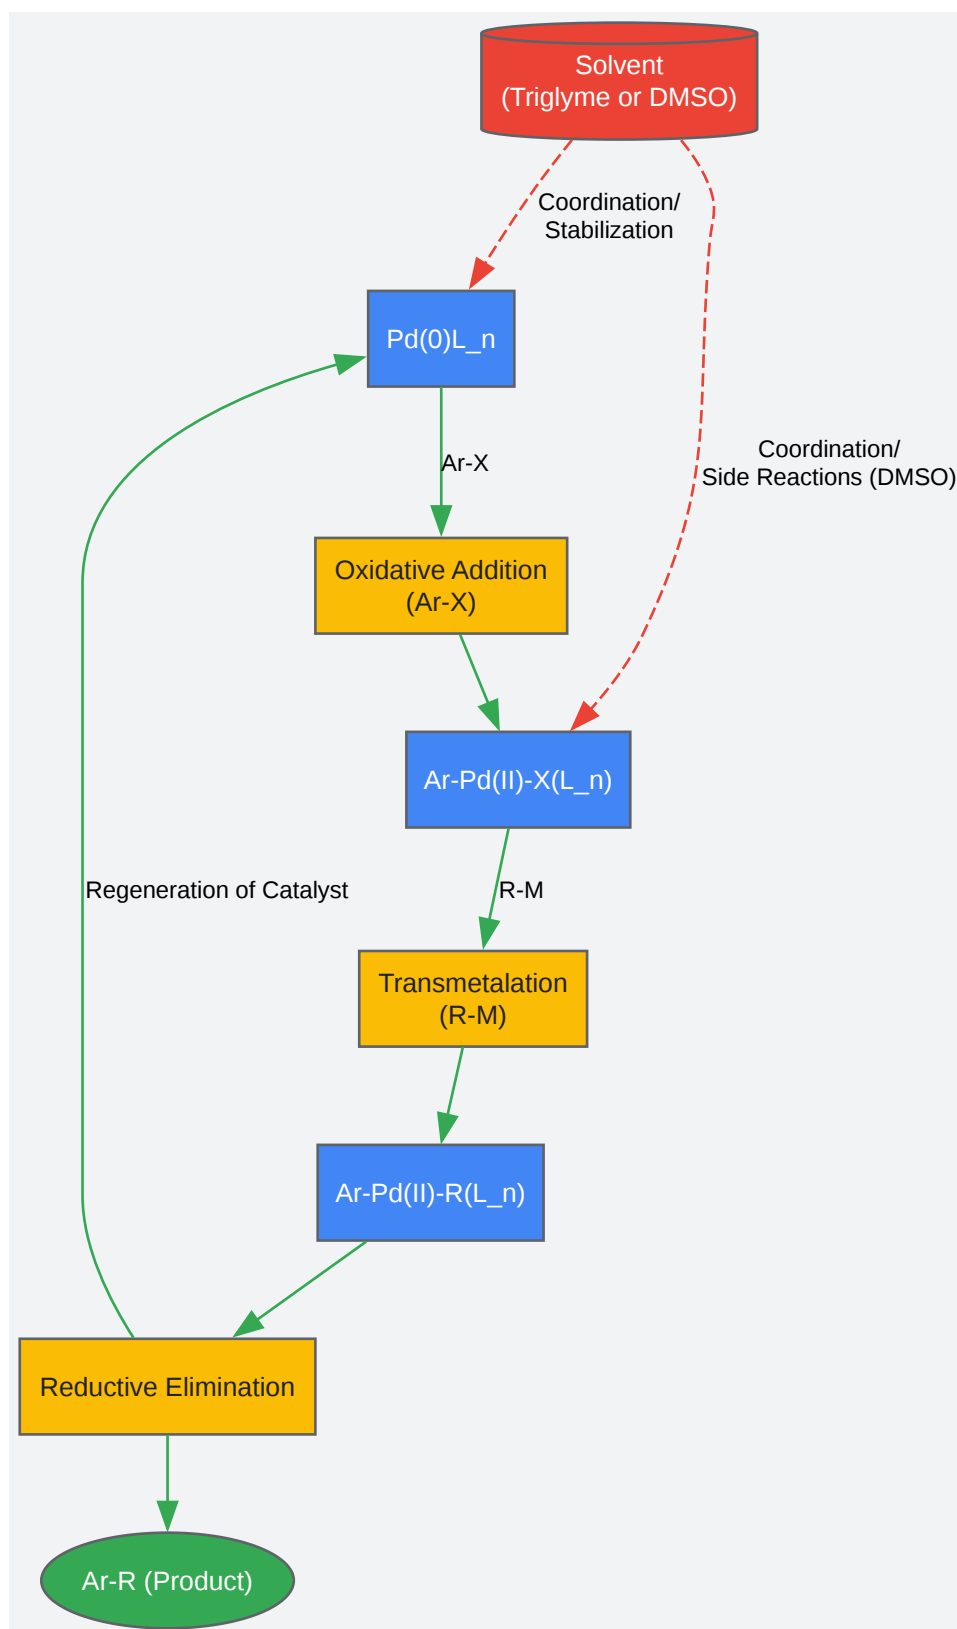 Solvent
(Triglyme or DMSO)
Coordination/
Stabilization
Pd(0)L_n
Ar-X
Coordination/
Side Reactions (DMSO)
Oxidative Addition
(Ar-X)
Ar-Pd(II)-X(L_n)
Regeneration of Catalyst
R-M
Transmetalation
(R-M)
Ar-Pd(II)-R(L_n)
Reductive Elimination
Ar-R (Product)